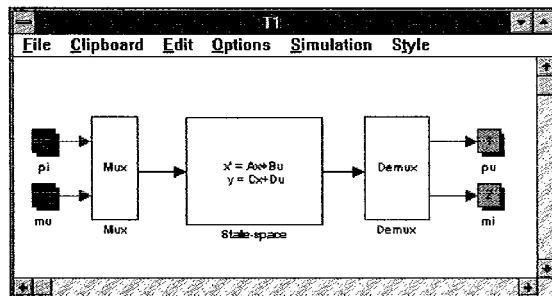 T1
File Clipboard Edit Options Simulation Style
pi
mu
Mux
Mux
x' = Ax+Bu
y = Cx+Du
State-space
Demux
Demux
pu
2
mi